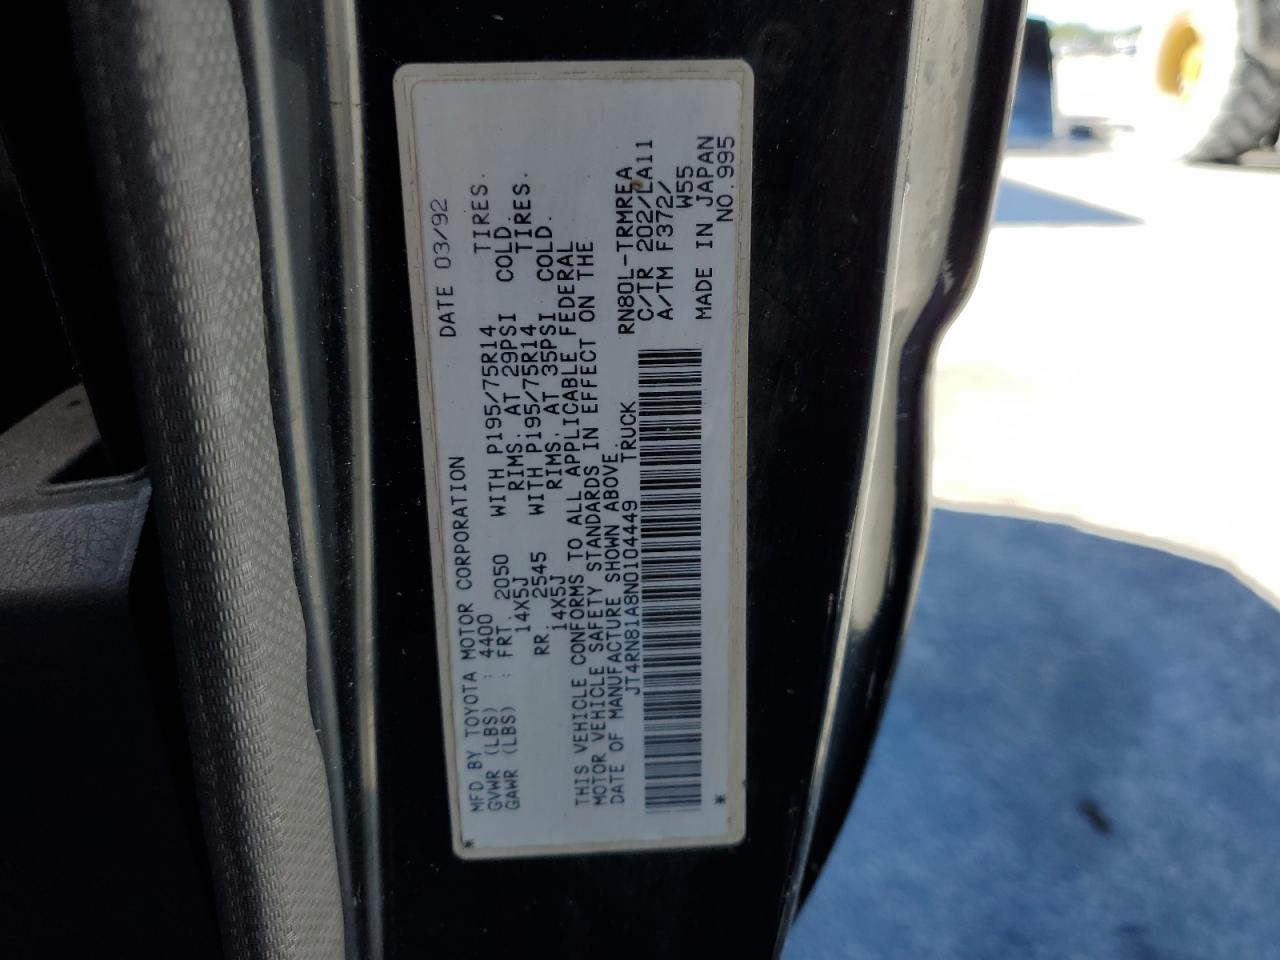 MFD BY TOYOTA MOTOR CORPORATION DATE 03/92
GVWR (LBS) : 4400
GAWR (LBS) : FRT. 2050 WITH P195/75R14 TIRES.
14X5J RIMS. AT 29PSI COLD.
RR. 2545 WITH P195/75R14 TIRES.
14X5J RIMS. AT 35PSI COLD.
THIS VEHICLE CONFORMS TO ALL APPLICABLE FEDERAL
MOTOR VEHICLE SAFETY STANDARDS IN EFFECT ON THE
DATE OF MANUFACTURE SHOWN ABOVE.
JT4RN81A8N0104449 TRUCK
RN80L-TRMREA
C/TR 202/LA11
A/TM F372/
W55
MADE IN JAPAN
NO.995